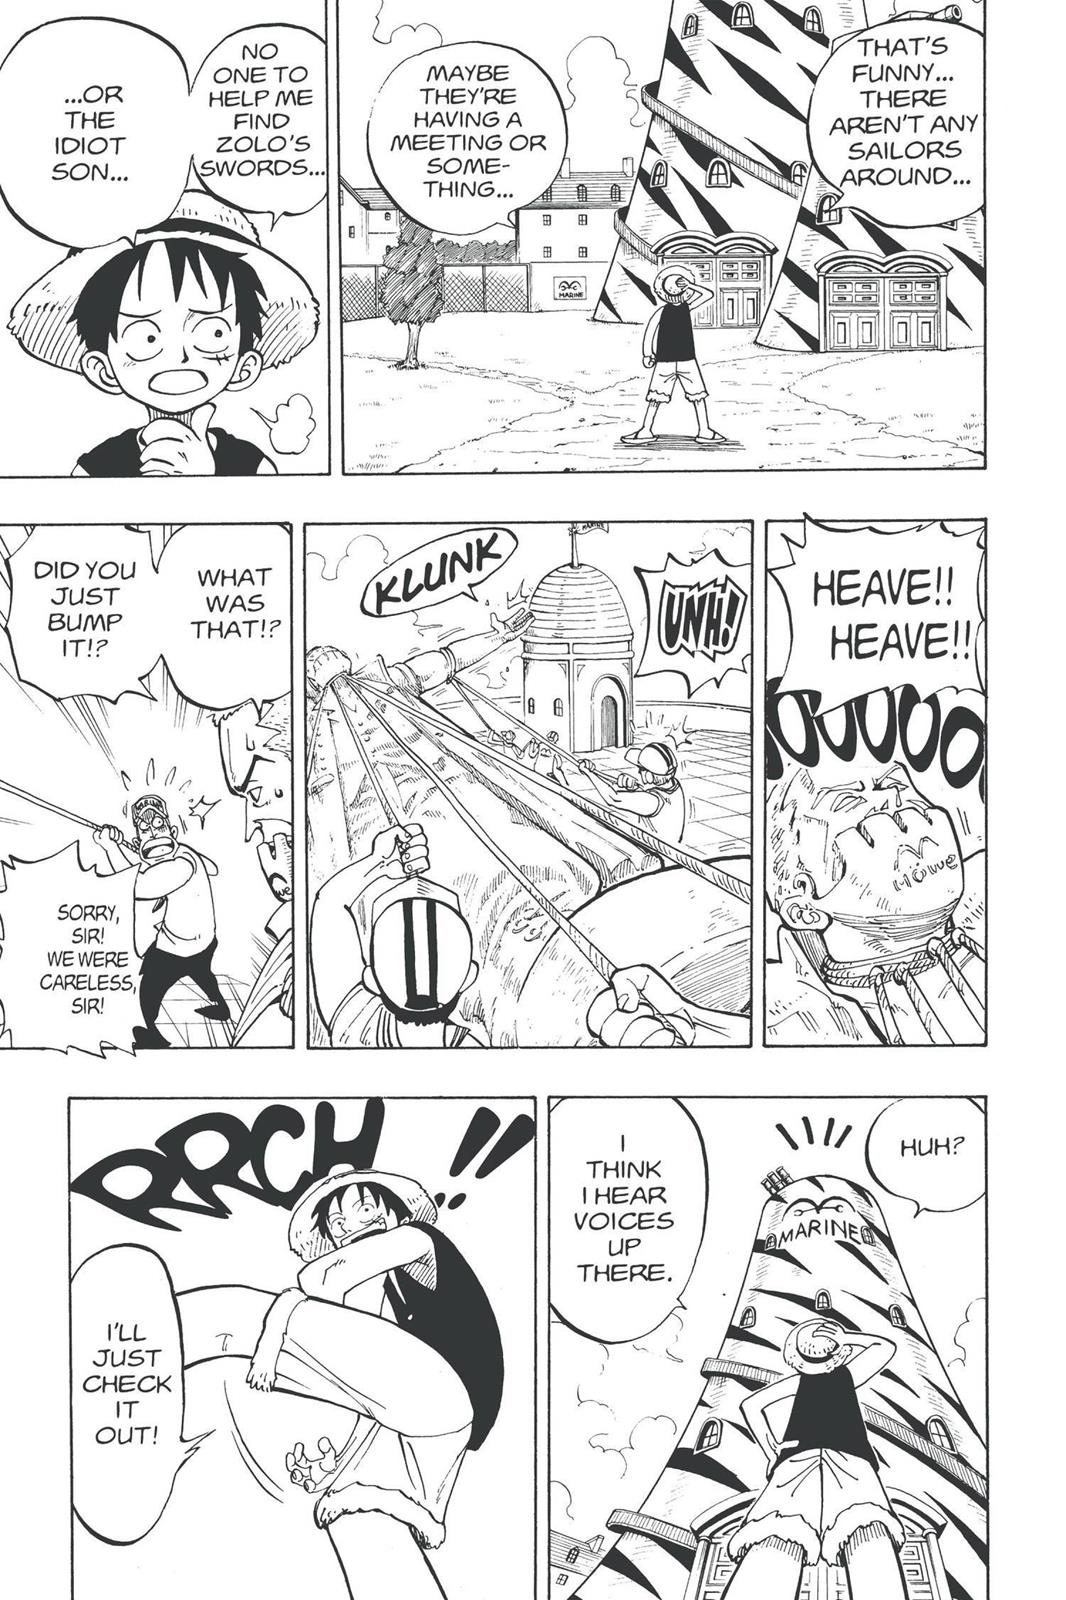 THAT'S
FUNNY...
THERE
AREN'T ANY
SAILORS
AROUND...
MAYBE
THEY'RE
HAVING A
MEETING OR
SOME-
THING...
MARINE
NO
ONE TO
HELP ME
FIND
ZOLO'S
SWORDS...
...OR
THE
IDIOT
SON...
HEAVE!!
HEAVE!!
UNH!
MARINE
KLUNK
WHAT
WAS
THAT!?
DID YOU
JUST
BUMP
IT!?
SORRY,
SIR!
WE WERE
CARELESS,
SIR!
HUH?
MARINE
I
THINK
I HEAR
VOICES
UP
THERE.
!!
RRCH
I'LL
JUST
CHECK
IT
OUT!